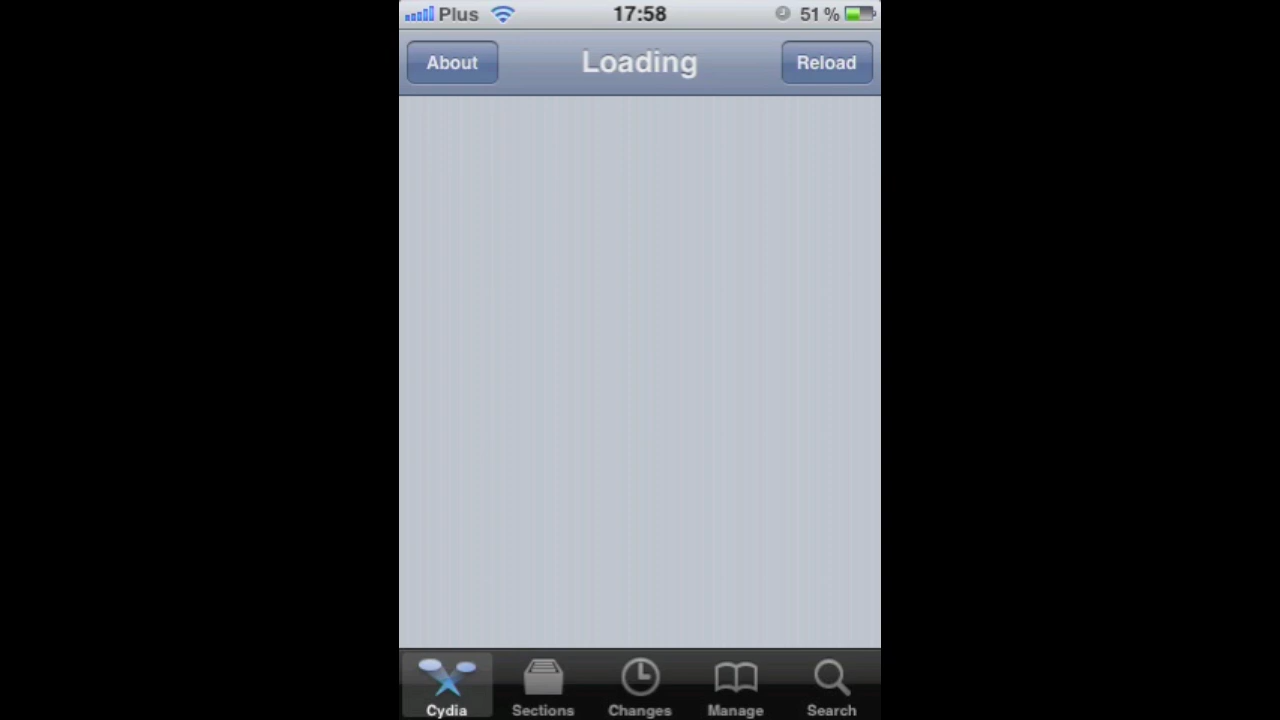 Plus 17:58 51 %
About Loading Reload
Cydia Sections Changes Manage Search